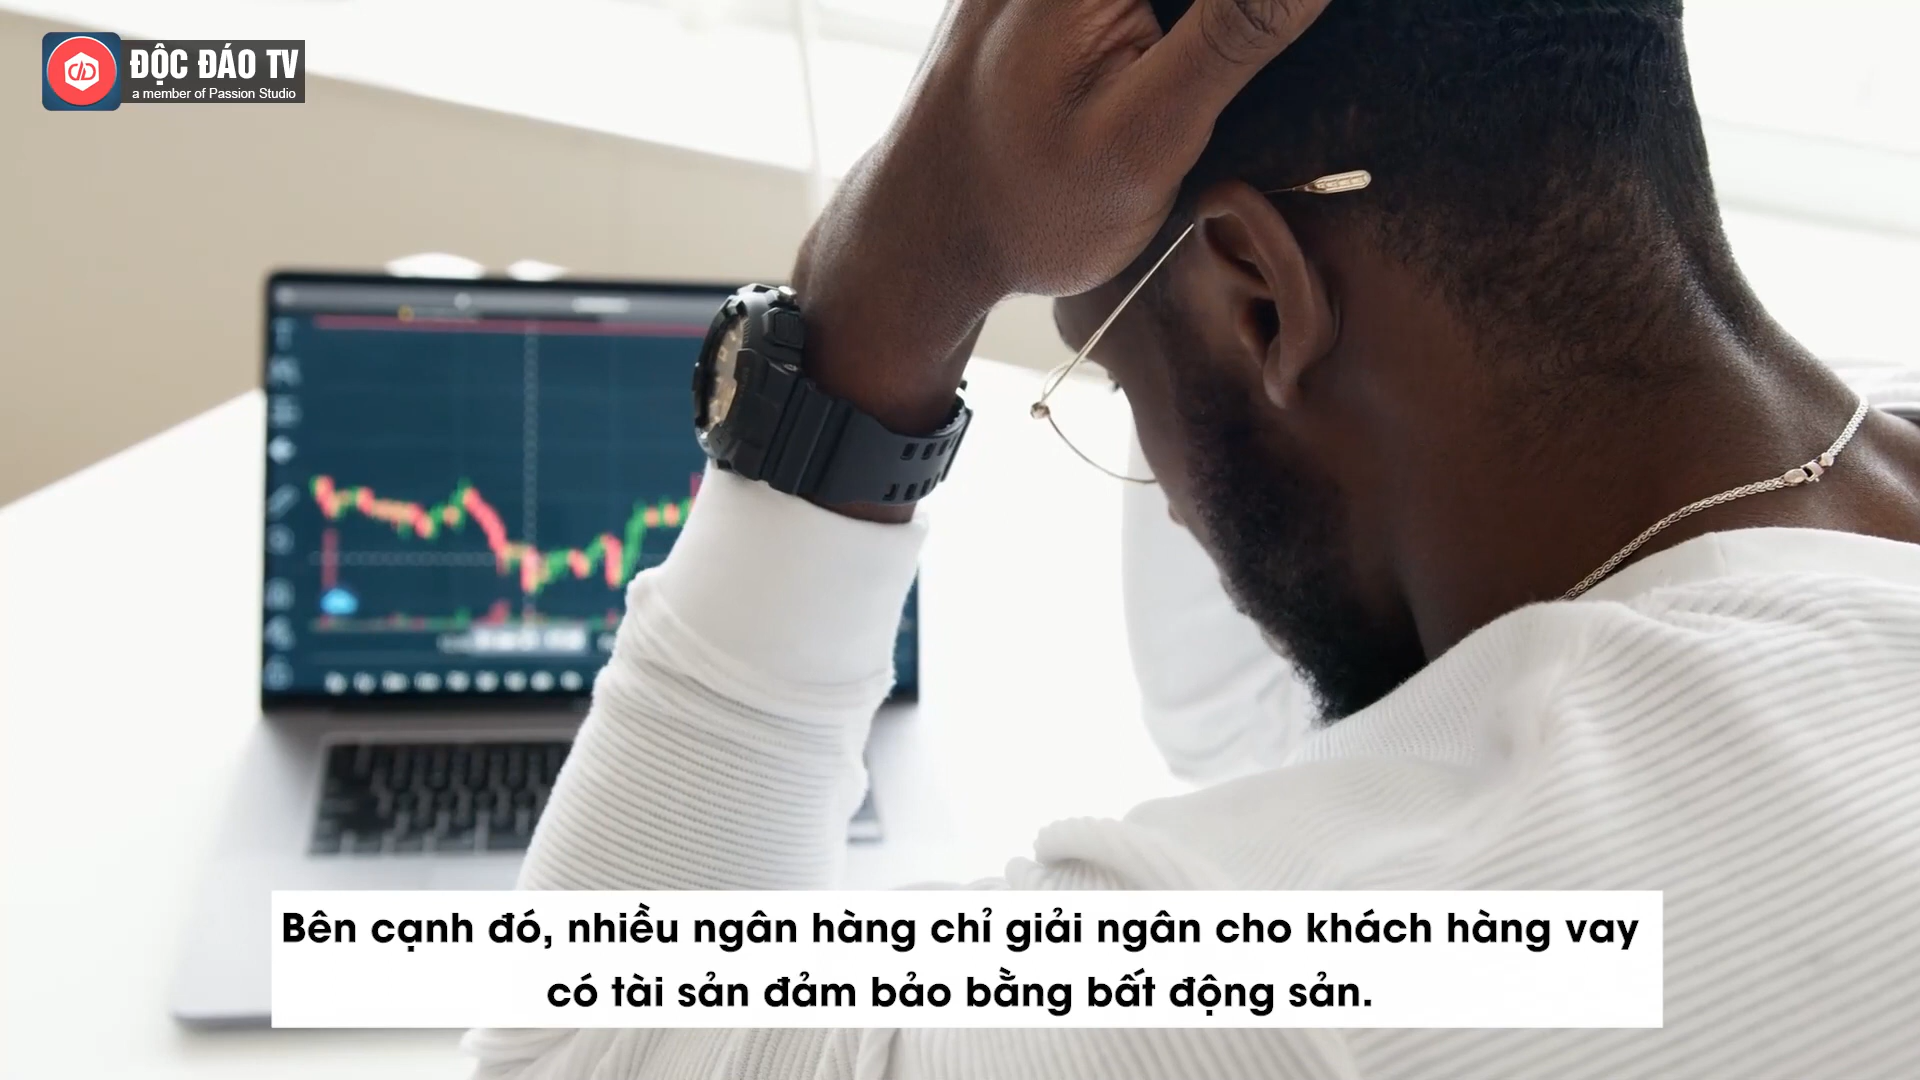 ĐỘC ĐÁO TV
a member of Passion Studio
Bên cạnh đó, nhiều ngân hàng chỉ giải ngân cho khách hàng vay
có tài sản đảm bảo bằng bất động sản.